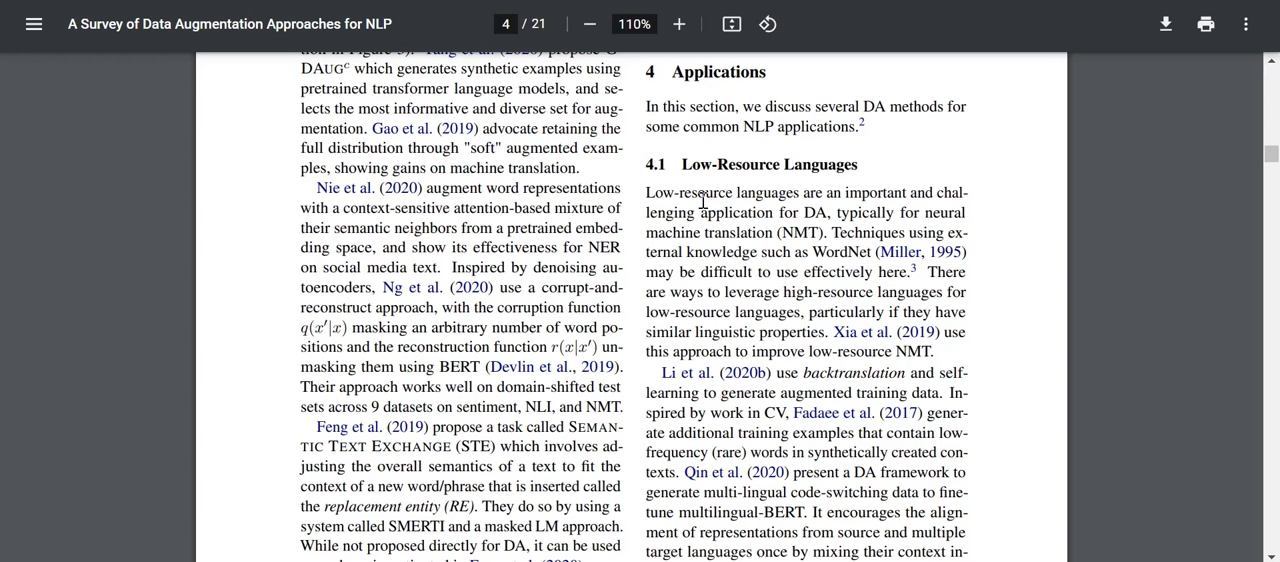 A Survey of Data Augmentation Approaches for NLP
4 / 21
110%
DAUGᶜ which generates synthetic examples using
pretrained transformer language models, and se-
lects the most informative and diverse set for aug-
mentation. Gao et al. (2019) advocate retaining the
full distribution through "soft" augmented exam-
ples, showing gains on machine translation.
Nie et al. (2020) augment word representations
with a context-sensitive attention-based mixture of
their semantic neighbors from a pretrained embed-
ding space, and show its effectiveness for NER
on social media text. Inspired by denoising au-
toencoders, Ng et al. (2020) use a corrupt-and-
reconstruct approach, with the corruption function
q(x′|x) masking an arbitrary number of word po-
sitions and the reconstruction function r(x|x′) un-
masking them using BERT (Devlin et al., 2019).
Their approach works well on domain-shifted test
sets across 9 datasets on sentiment, NLI, and NMT.
Feng et al. (2019) propose a task called SEMAN-
TIC TEXT EXCHANGE (STE) which involves ad-
justing the overall semantics of a text to fit the
context of a new word/phrase that is inserted called
the replacement entity (RE). They do so by using a
system called SMERTI and a masked LM approach.
While not proposed directly for DA, it can be used
4 Applications
In this section, we discuss several DA methods for
some common NLP applications.²
4.1 Low-Resource Languages
Low-resource languages are an important and chal-
lenging application for DA, typically for neural
machine translation (NMT). Techniques using ex-
ternal knowledge such as WordNet (Miller, 1995)
may be difficult to use effectively here.³ There
are ways to leverage high-resource languages for
low-resource languages, particularly if they have
similar linguistic properties. Xia et al. (2019) use
this approach to improve low-resource NMT.
Li et al. (2020b) use backtranslation and self-
learning to generate augmented training data. In-
spired by work in CV, Fadaee et al. (2017) gener-
ate additional training examples that contain low-
frequency (rare) words in synthetically created con-
texts. Qin et al. (2020) present a DA framework to
generate multi-lingual code-switching data to fine-
tune multilingual-BERT. It encourages the align-
ment of representations from source and multiple
target languages once by mixing their context in-